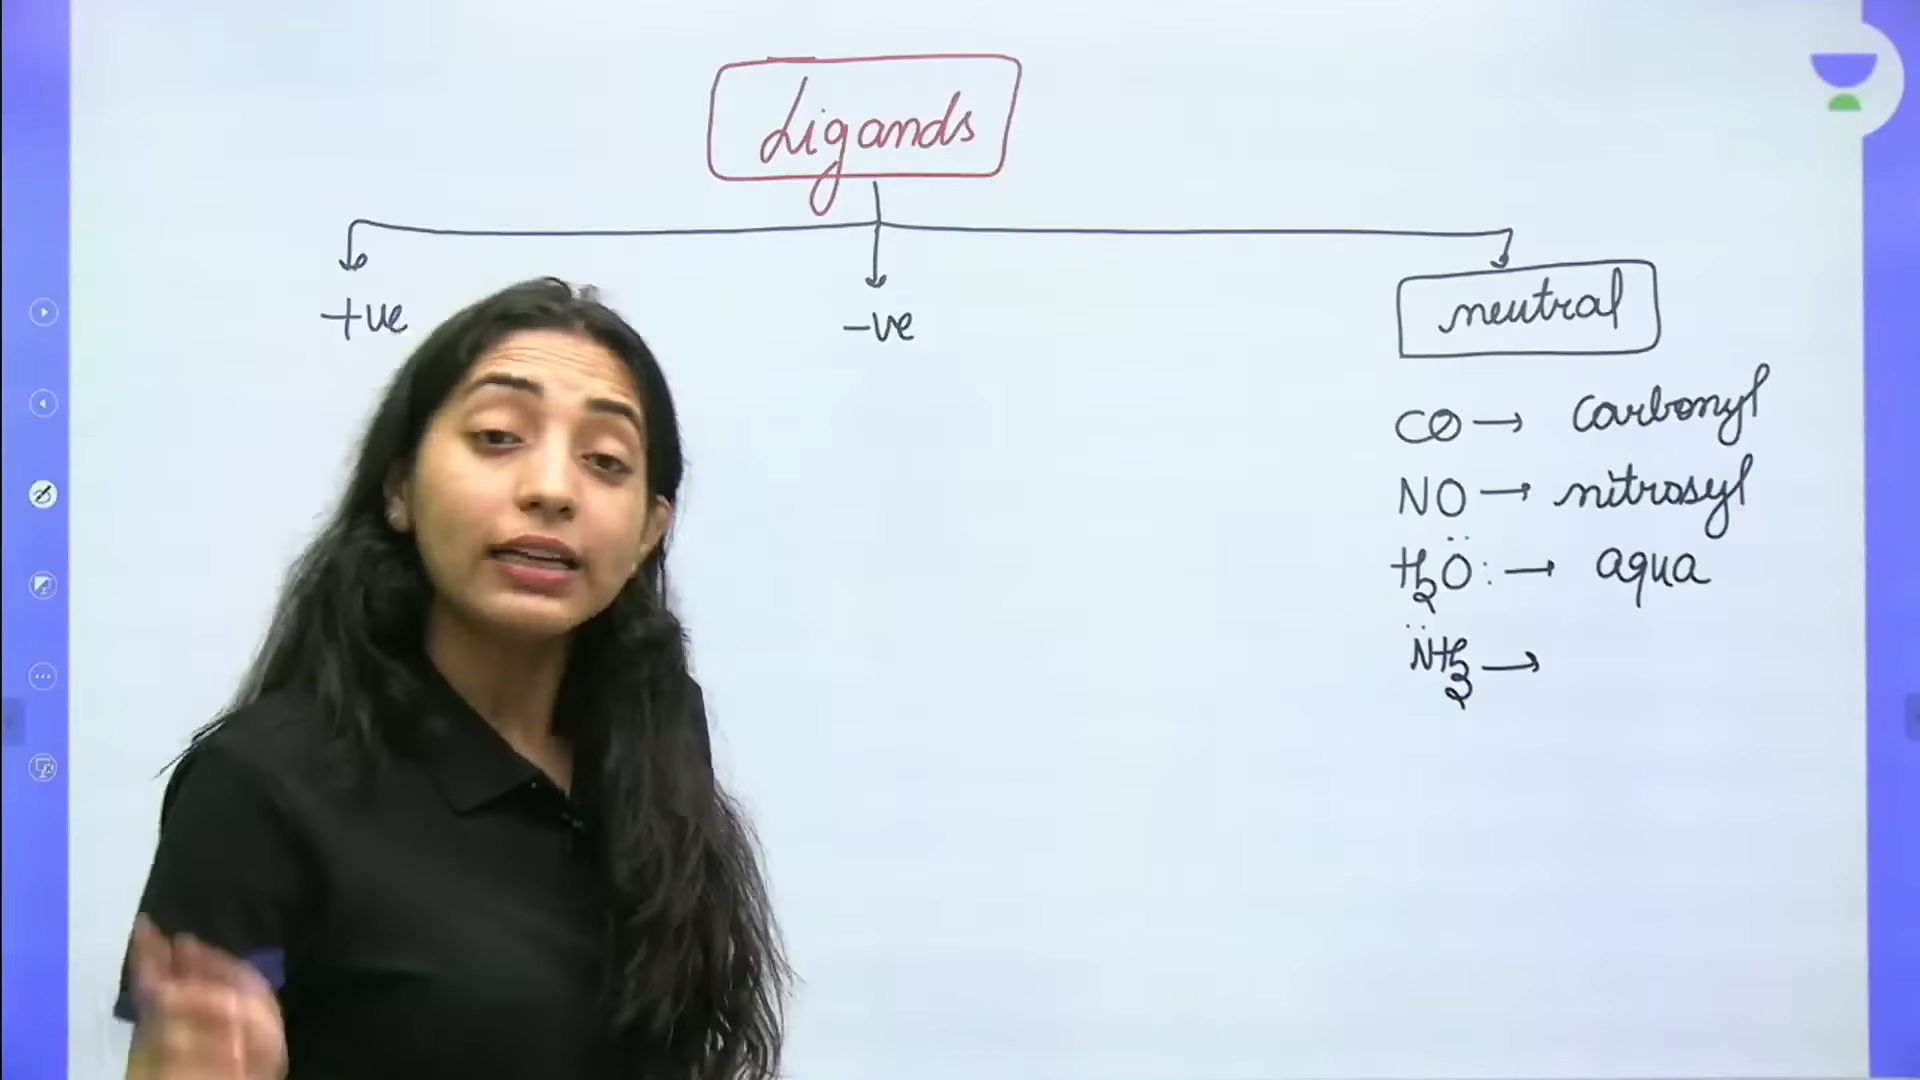 Ligands
+ve
-ve
neutral
CO → carbonyl
NO → nitrosyl
H₂O: → aqua
NH₃ →